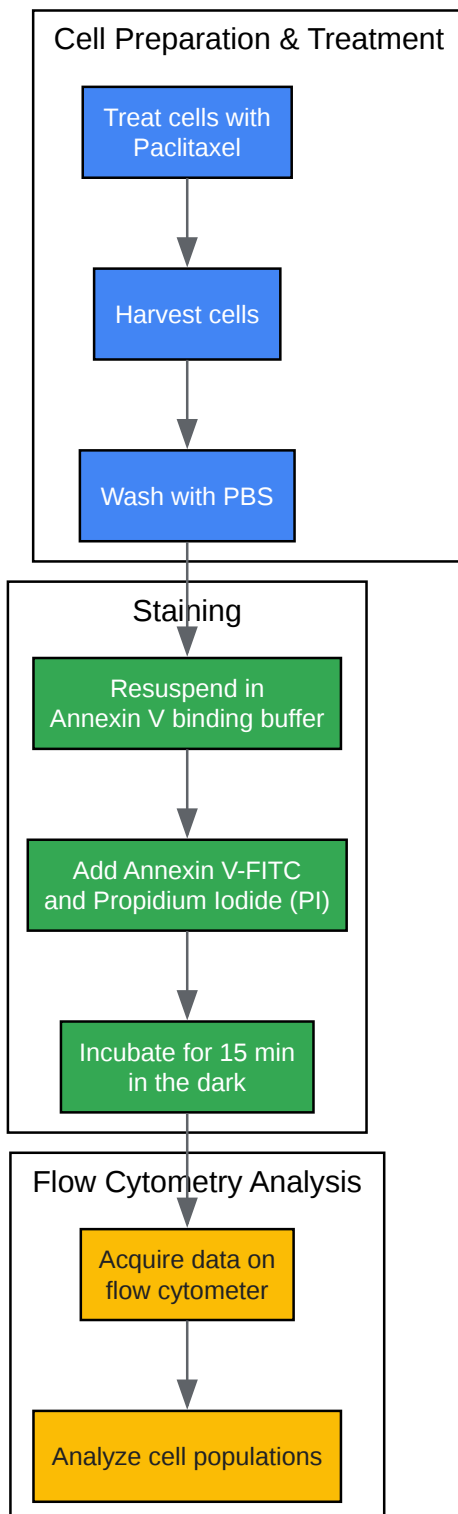 Cell Preparation & Treatment
Treat cells with
Paclitaxel
Harvest cells
Wash with PBS
Staining
Resuspend in
Annexin V binding buffer
Add Annexin V-FITC
and Propidium Iodide (PI)
Incubate for 15 min
in the dark
Flow Cytometry Analysis
Acquire data on
flow cytometer
Analyze cell populations